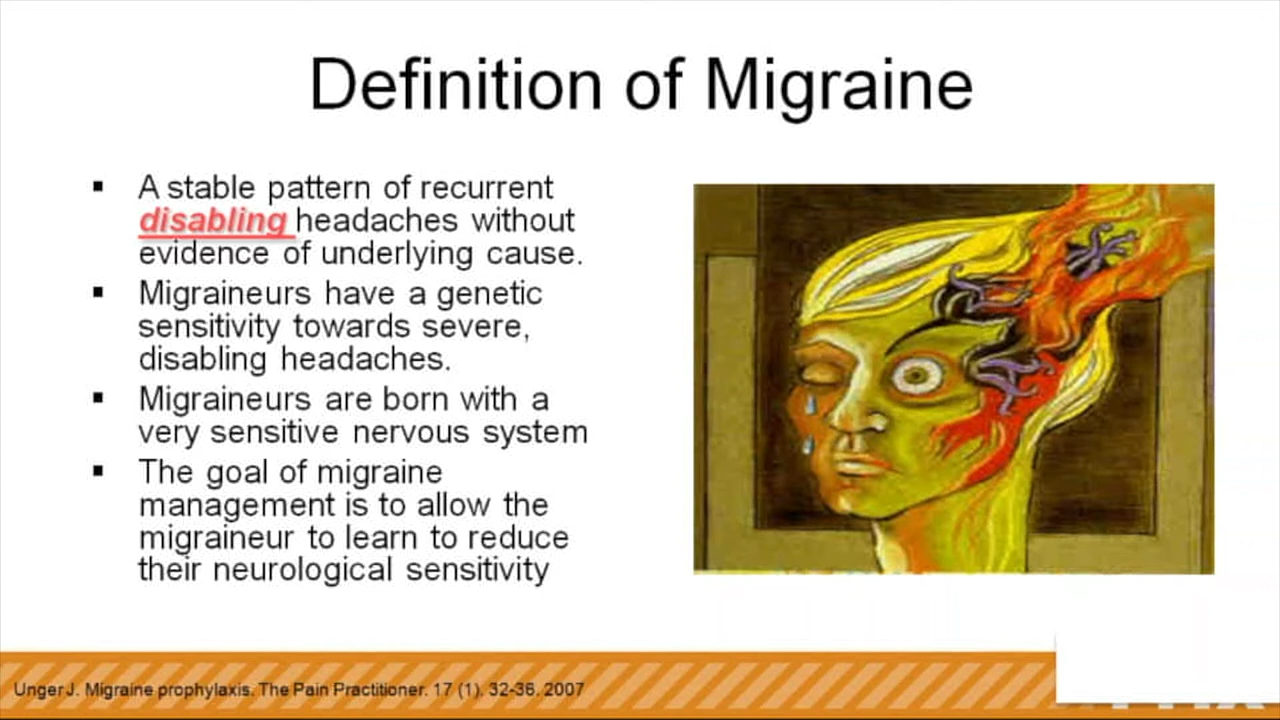 Definition of Migraine
▪ A stable pattern of recurrent
disabling headaches without
evidence of underlying cause.
▪ Migraineurs have a genetic
sensitivity towards severe,
disabling headaches.
▪ Migraineurs are born with a
very sensitive nervous system
▪ The goal of migraine
management is to allow the
migraineur to learn to reduce
their neurological sensitivity
Unger J. Migraine prophylaxis. The Pain Practitioner. 17 (1). 32-36. 2007